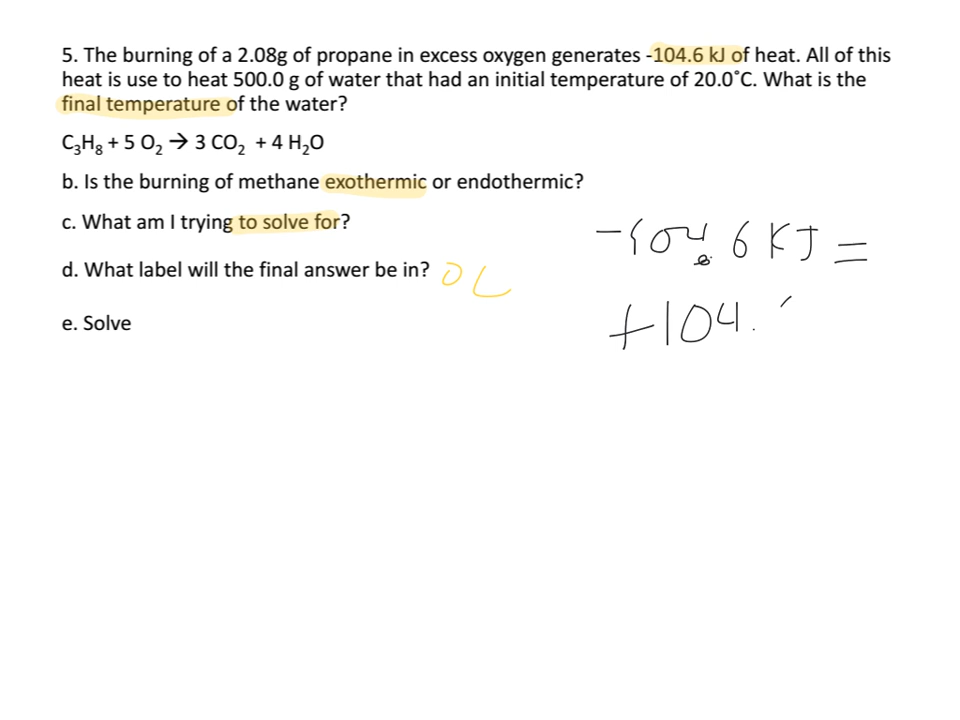 5. The burning of a 2.08g of propane in excess oxygen generates -104.6 kJ of heat. All of this
heat is use to heat 500.0 g of water that had an initial temperature of 20.0˚C. What is the
final temperature of the water?
C₃H₈ + 5 O₂ → 3 CO₂ + 4 H₂O
b. Is the burning of methane exothermic or endothermic?
c. What am I trying to solve for?
-104.6 KJ =
d. What label will the final answer be in? °C
+104.
e. Solve